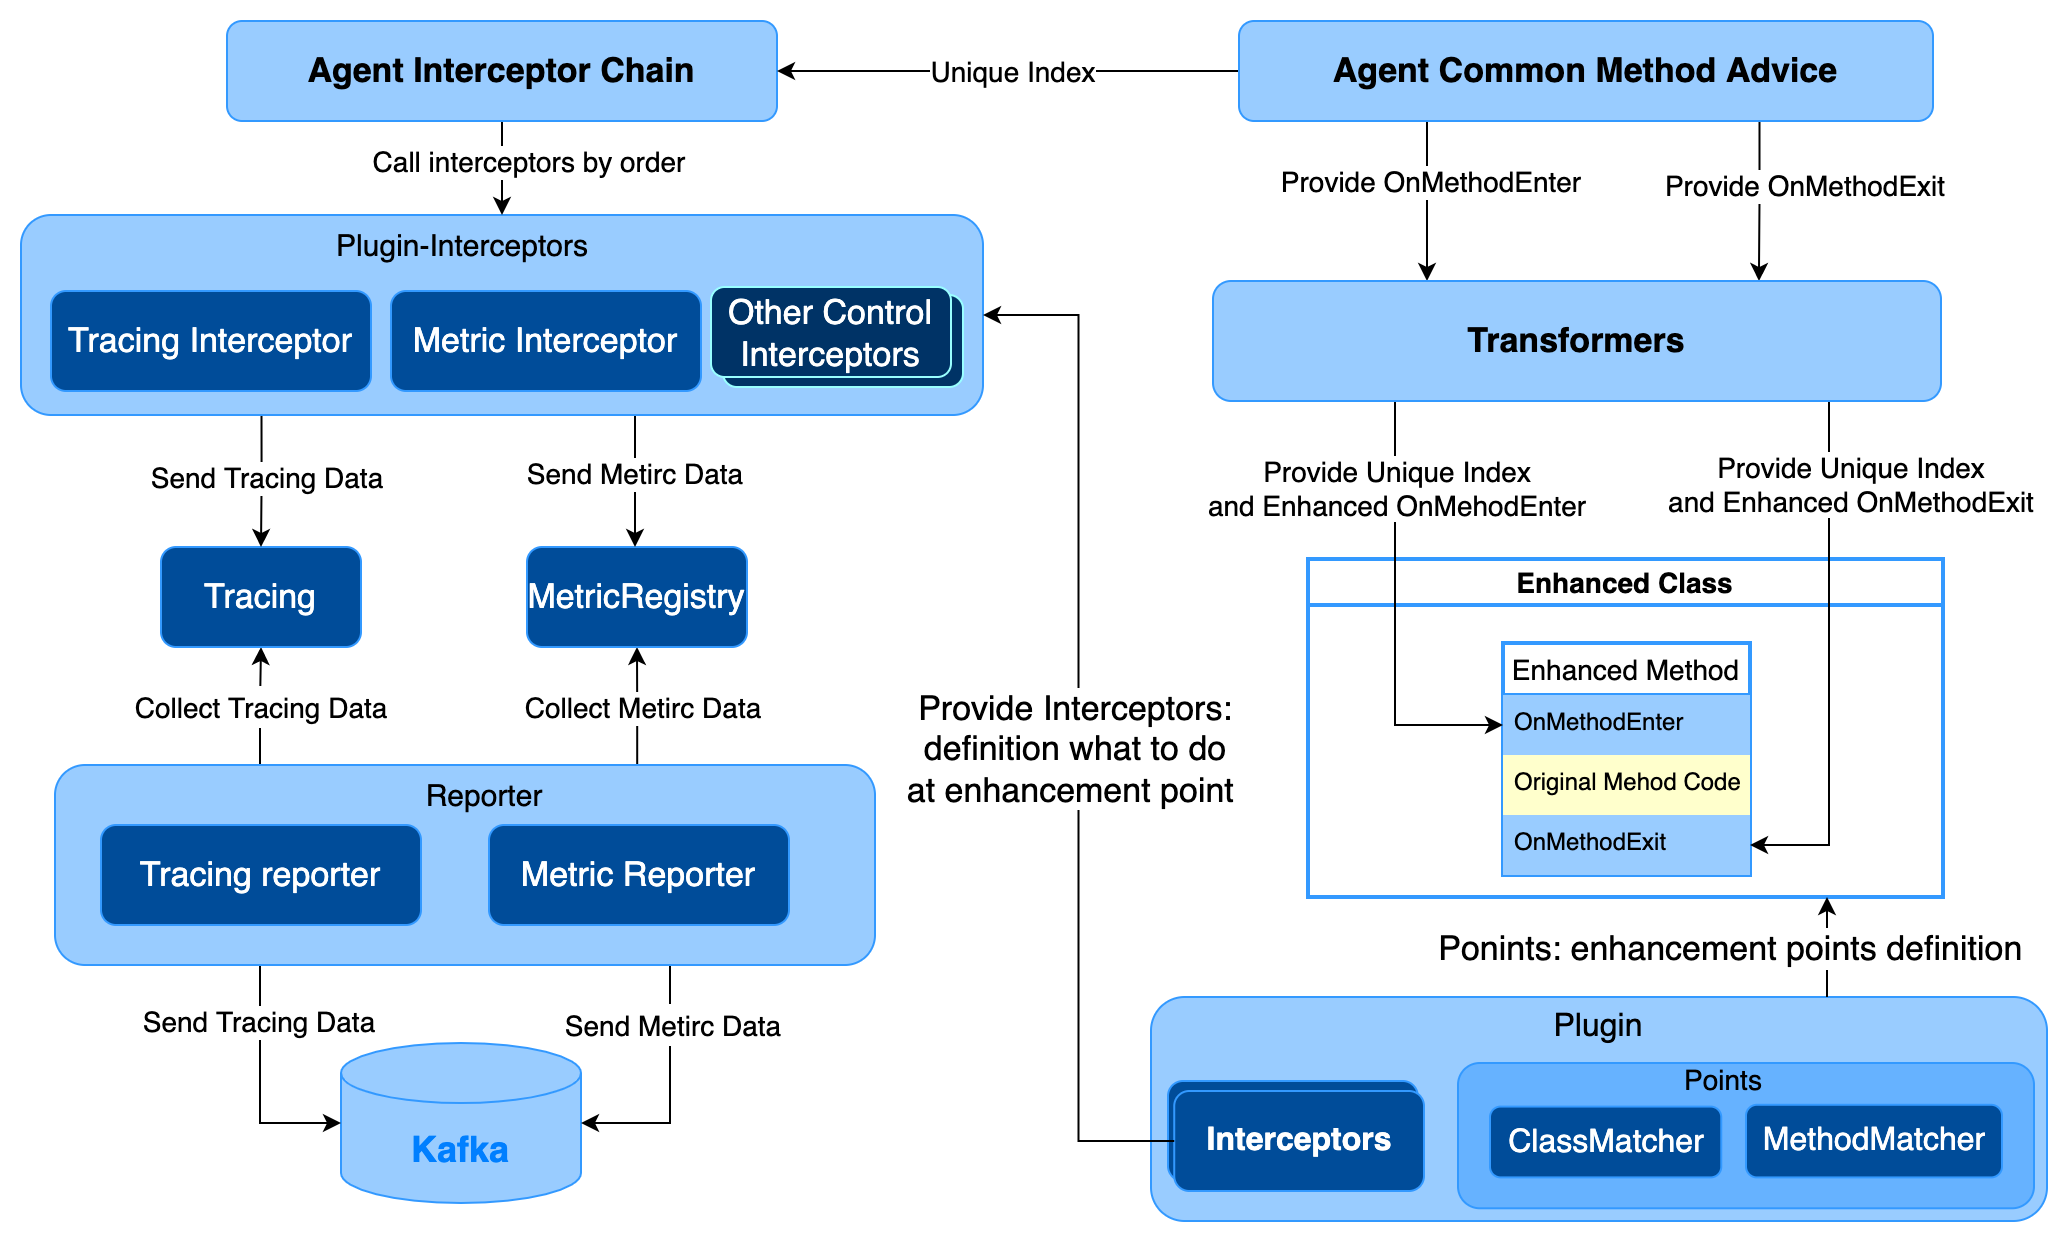 Agent Interceptor Chain
Unique Index
Agent Common Method Advice
Call interceptors by order
Provide OnMethodEnter
Provide OnMethodExit
Plugin-Interceptors
Tracing Interceptor
Metric Interceptor
Other Control
Interceptors
Transformers
Send Tracing Data
Send Metirc Data
Provide Unique Index
and Enhanced OnMehodEnter
Provide Unique Index
and Enhanced OnMethodExit
Tracing
MetricRegistry
Enhanced Class
Enhanced Method
OnMethodEnter
Original Mehod Code
OnMethodExit
Collect Tracing Data
Collect Metirc Data
Provide Interceptors:
definition what to do
at enhancement point
Reporter
Tracing reporter
Metric Reporter
Ponints: enhancement points definition
Send Tracing Data
Send Metirc Data
Kafka
Plugin
Interceptors
Points
ClassMatcher
MethodMatcher